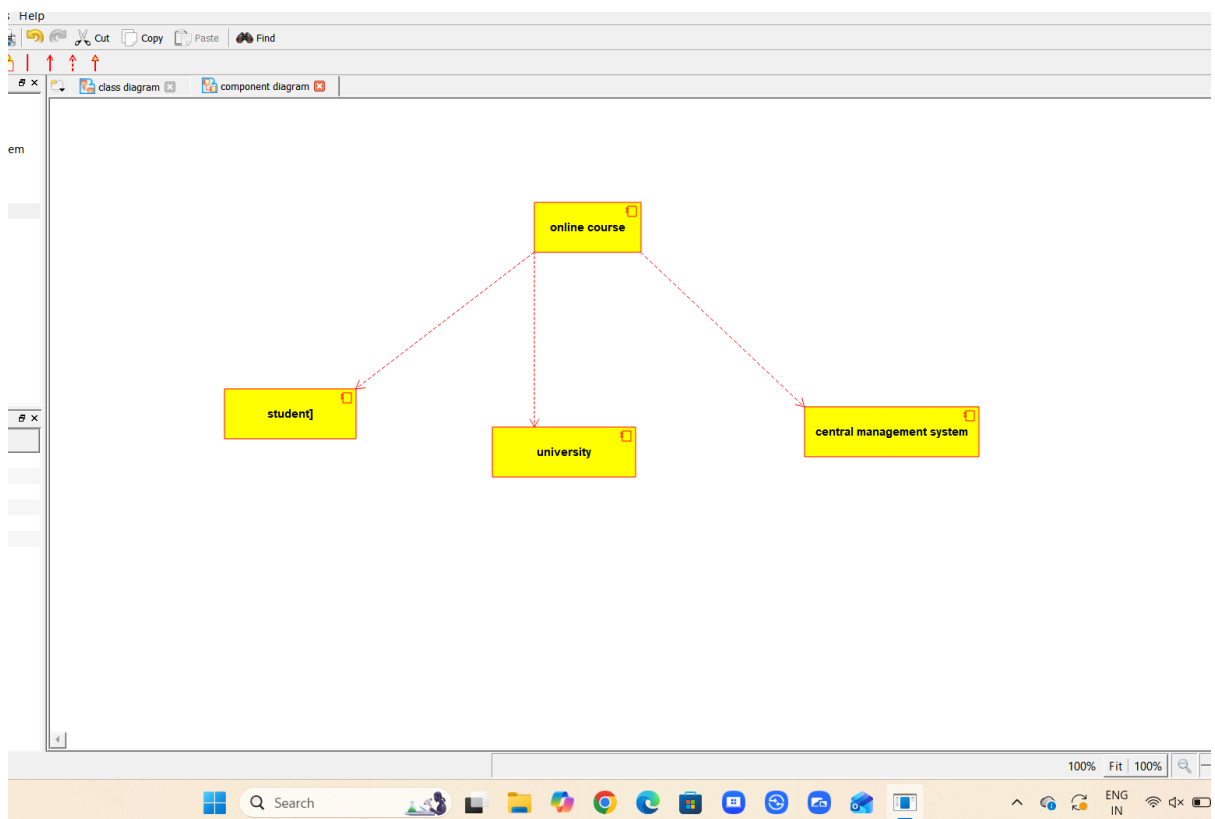 s Help
Cut Copy Paste Find
class diagram component diagram
em
online course
student]
university
central management system
100% Fit 100%
Search
ENG
IN